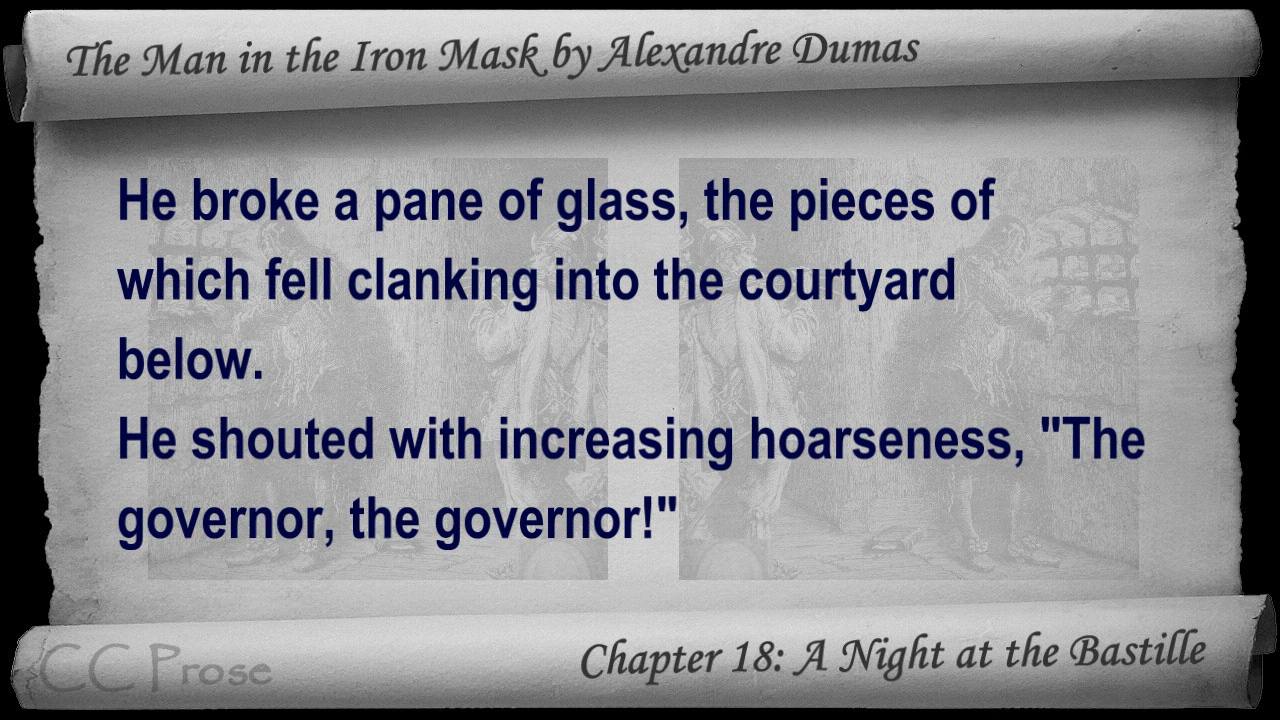 The Man in the Iron Mask by Alexandre Dumas
He broke a pane of glass, the pieces of
which fell clanking into the courtyard
below.
He shouted with increasing hoarseness, "The
governor, the governor!"
CC Prose
Chapter 18: A Night at the Bastille